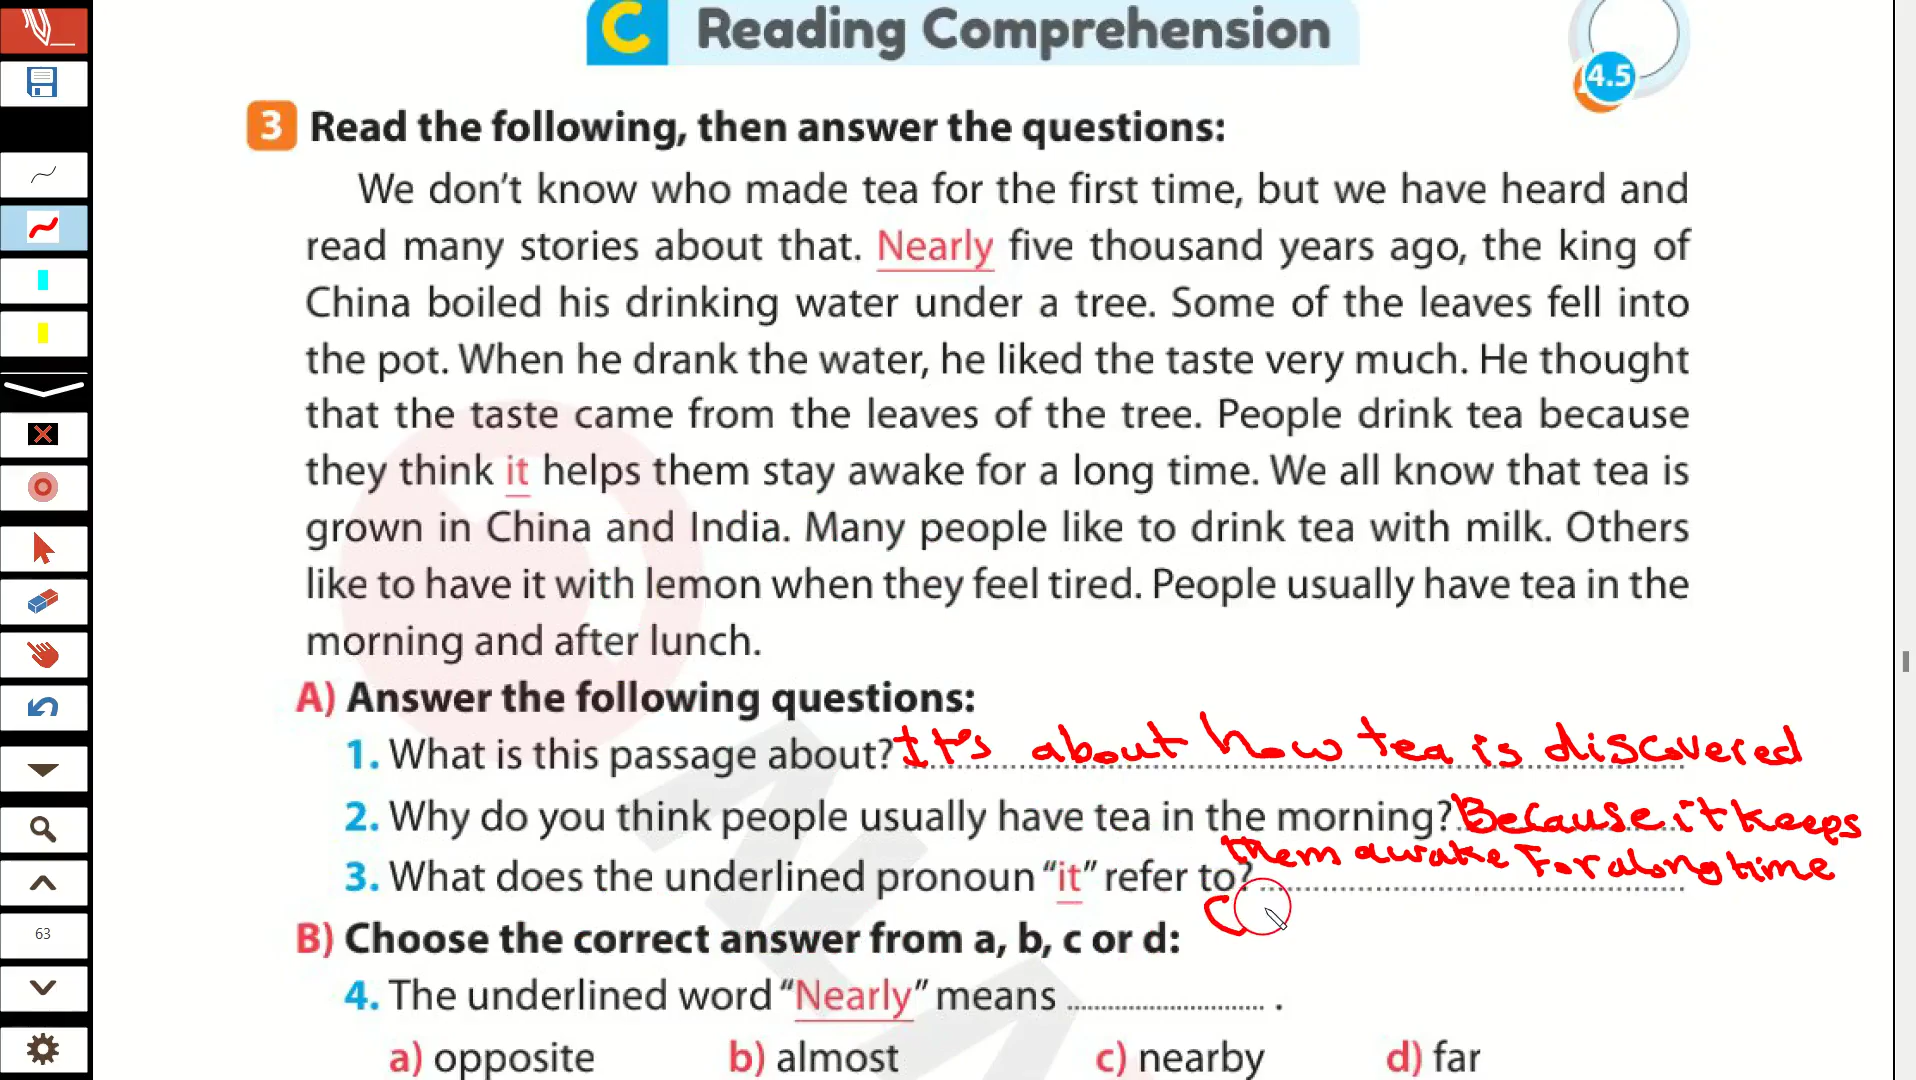 C Reading Comprehension
4.5
3 Read the following, then answer the questions:
We don't know who made tea for the first time, but we have heard and
read many stories about that. Nearly five thousand years ago, the king of
China boiled his drinking water under a tree. Some of the leaves fell into
the pot. When he drank the water, he liked the taste very much. He thought
that the taste came from the leaves of the tree. People drink tea because
they think it helps them stay awake for a long time. We all know that tea is
grown in China and India. Many people like to drink tea with milk. Others
like to have it with lemon when they feel tired. People usually have tea in the
morning and after lunch.
A) Answer the following questions:
1. What is this passage about? It's about how tea is discovered
2. Why do you think people usually have tea in the morning? Because it keeps
them awake For a long time
3. What does the underlined pronoun "it" refer to?
B) Choose the correct answer from a, b, c or d:
4. The underlined word "Nearly" means .......................... .
a) opposite b) almost c) nearby d) far
63